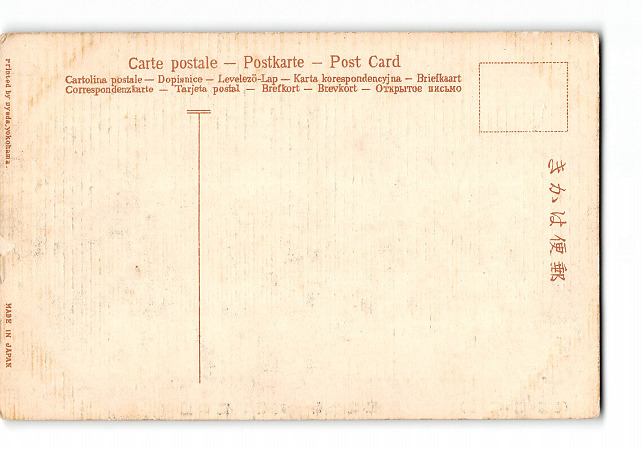 Carte postale — Postkarte — Post Card
Cartolina postale — Dopisnice — Levelezö-Lap — Karta korespondencyjna — Briefkaart
Correspondenzkarte — Tarjeta postal — Brefkort — Brevkort — Открытое письмо
郵便はかき
Printed by uyeda, yokohama.
MADE IN JAPAN